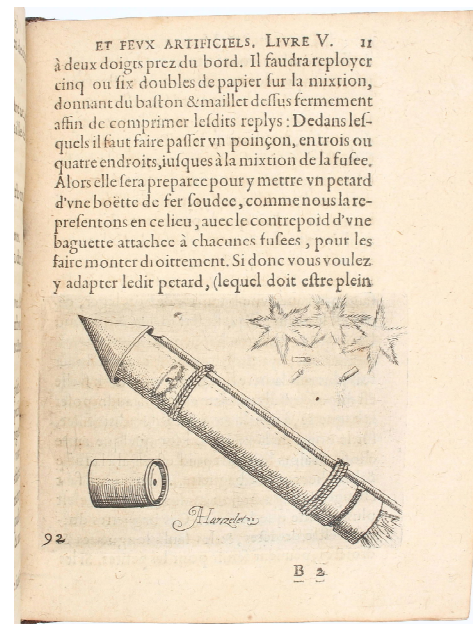 ET FEVX ARTIFICIELS, LIVRE V. 11
à deux doigts prez du bord. Il faudra reployer
cinq ou six doubles de papier ſur la mixtion,
donnant du baſton & maillet deſſus fermement
affin de comprimer leſdits replys : Dedans leſ-
quels il faut faire paſſer vn poinçon, en trois ou
quatre endroits, iuſques à la mixtion de la fuſee.
Alors elle ſera preparee pour y mettre vn petard
d'vne boëtte de fer ſoudee, comme nous la re-
preſentons en ce lieu, auec le contrepoid d'vne
baguette attachee à chacunes fuſees, pour les
faire monter droittement. Si donc vous voulez
y adapter ledit petard, (lequel doit eſtre plein
92
B 2